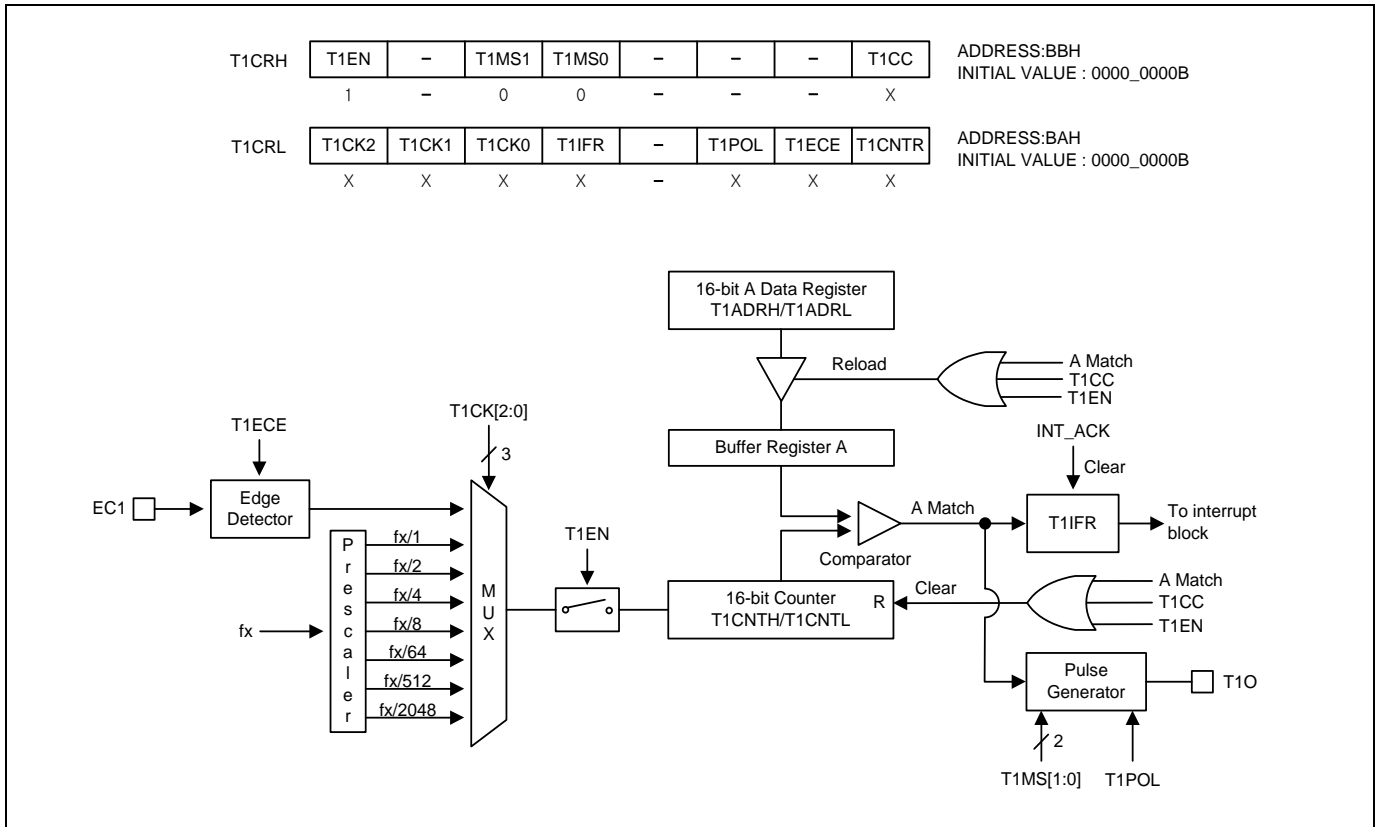 T1CRH T1EN – T1MS1 T1MS0 – – – T1CC
ADDRESS:BBH
INITIAL VALUE : 0000_0000B
1 – 0 0 – – – X
T1CRL T1CK2 T1CK1 T1CK0 T1IFR – T1POL T1ECE T1CNTR
ADDRESS:BAH
INITIAL VALUE : 0000_0000B
X X X X – X X X
16-bit A Data Register
T1ADRH/T1ADRL
Reload
A Match
T1CC
T1EN
Buffer Register A
INT_ACK
Clear
T1ECE
T1CK[2:0]
3
EC1
Edge
Detector
A Match
T1IFR
To interrupt
block
Comparator
Prescaler
fx
fx/1
fx/2
fx/4
fx/8
fx/64
fx/512
fx/2048
MUX
T1EN
16-bit Counter
T1CNTH/T1CNTL
R
Clear
A Match
T1CC
T1EN
Pulse
Generator
T1O
2
T1MS[1:0]
T1POL